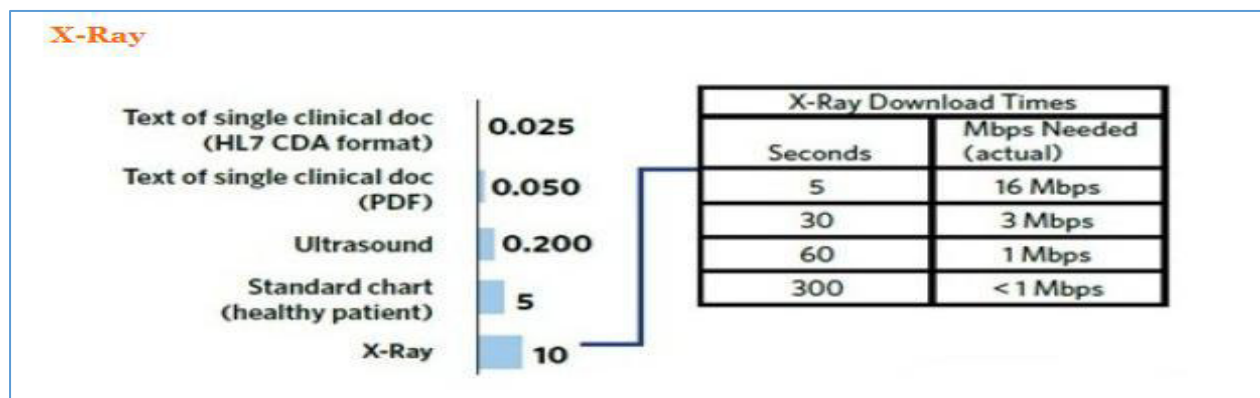 X-Ray
Text of single clinical doc
(HL7 CDA format)
0.025
Text of single clinical doc
(PDF)
0.050
Ultrasound
0.200
Standard chart
(healthy patient)
5
X-Ray
10
X-Ray Download Times
Seconds
Mbps Needed
(actual)
5 16 Mbps
30 3 Mbps
60 1 Mbps
300 < 1 Mbps